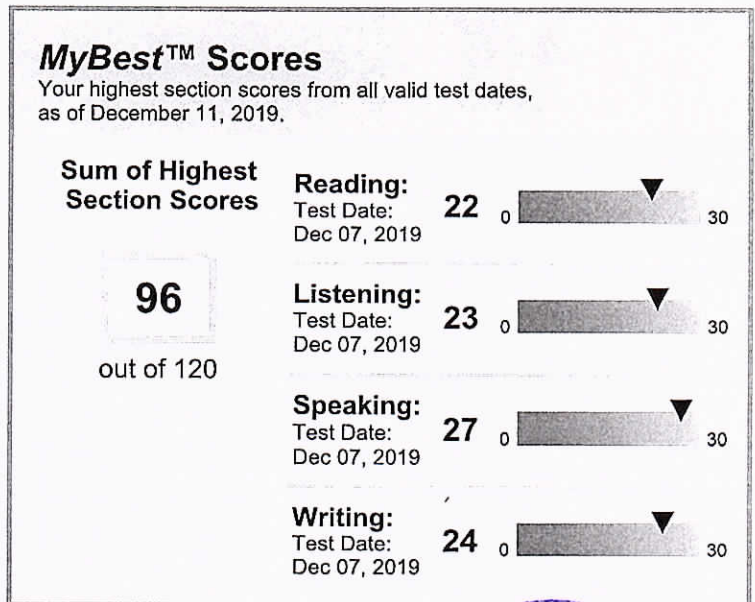 MyBest™ Scores
Your highest section scores from all valid test dates,
as of December 11, 2019.
Sum of Highest
Section Scores
96
out of 120
Reading:
Test Date:
Dec 07, 2019
22
0
30
Listening:
Test Date:
Dec 07, 2019
23
0
30
Speaking:
Test Date:
Dec 07, 2019
27
0
30
Writing:
Test Date:
Dec 07, 2019
24
0
30